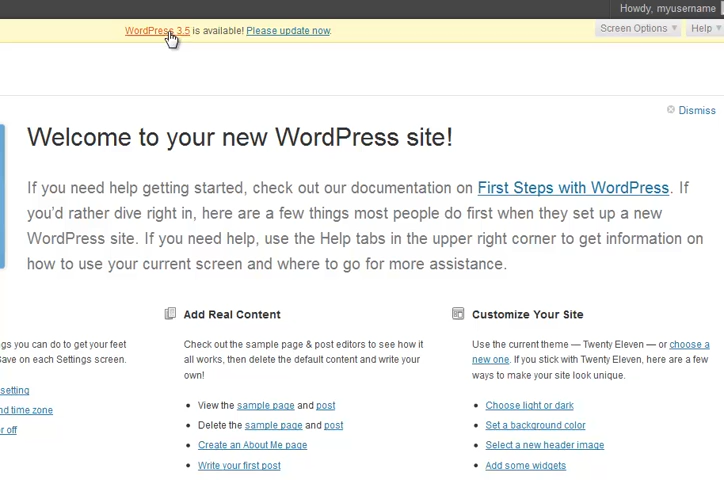 Howdy, myusername
WordPress 3.5 is available! Please update now.
Screen Options Help
Dismiss
Welcome to your new WordPress site!
If you need help getting started, check out our documentation on First Steps with WordPress. If
you'd rather dive right in, here are a few things most people do first when they set up a new
WordPress site. If you need help, use the Help tabs in the upper right corner to get information on
how to use your current screen and where to go for more assistance.
Add Real Content
Customize Your Site
ngs you can do to get your feet
Save on each Settings screen.
Check out the sample page & post editors to see how it
all works, then delete the default content and write your
own!
Use the current theme — Twenty Eleven — or choose a
new one. If you stick with Twenty Eleven, here are a few
ways to make your site look unique.
setting
nd time zone
r off
• View the sample page and post
• Delete the sample page and post
• Create an About Me page
• Write your first post
• Choose light or dark
• Set a background color
• Select a new header image
• Add some widgets